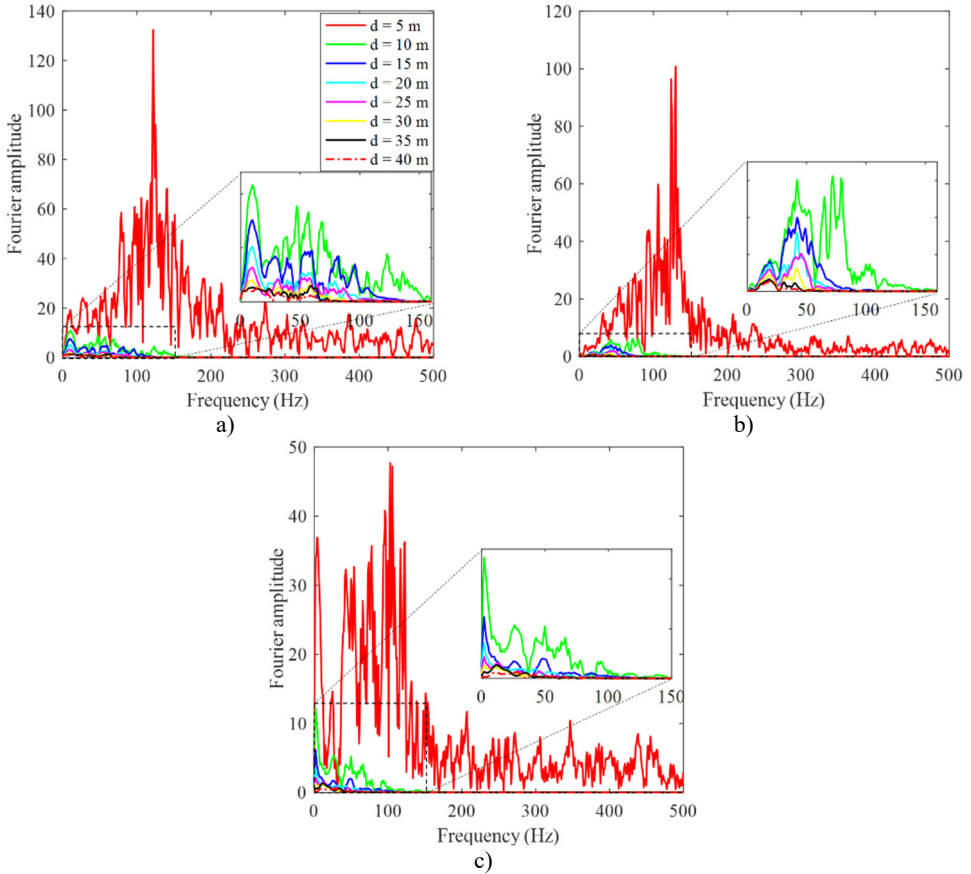 140
120
100
80
60
40
20
0
Fourier amplitude
d = 5 m
d = 10 m
d = 15 m
d = 20 m
d = 25 m
d = 30 m
d = 35 m
d = 40 m
0 50 100 150
0 100 200 300 400 500
Frequency (Hz)
a)
120
100
80
60
40
20
0
Fourier amplitude
0 50 100 150
0 100 200 300 400 500
Frequency (Hz)
b)
50
40
30
20
10
0
Fourier amplitude
0 50 100 150
0 100 200 300 400 500
Frequency (Hz)
c)